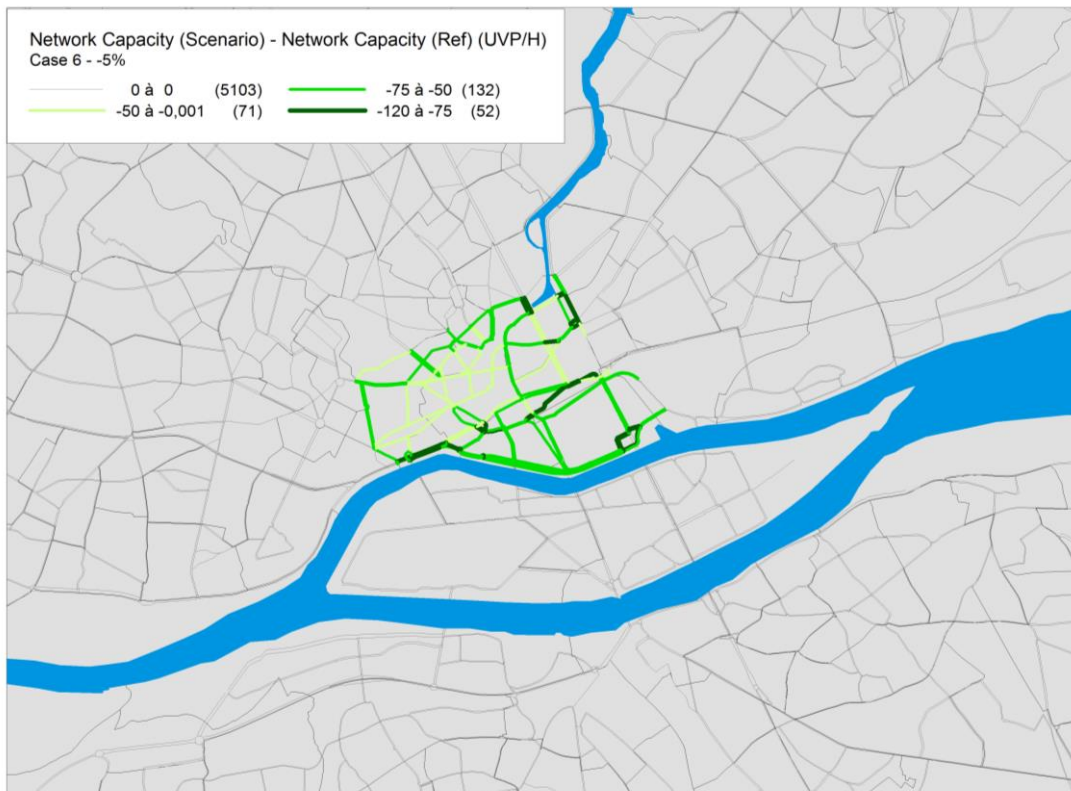 Network Capacity (Scenario) - Network Capacity (Ref) (UVP/H)
Case 6 - -5%
0 à 0 (5103)
-75 à -50 (132)
-50 à -0,001 (71)
-120 à -75 (52)